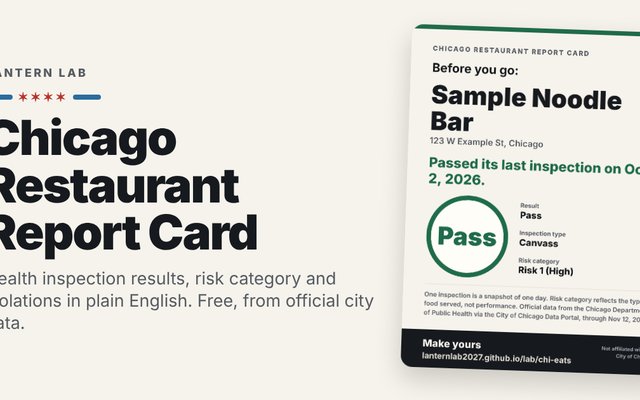 ANTERN LAB
Chicago
Restaurant
Report Card
ealth inspection results, risk category and
olations in plain English. Free, from official city
ata.
CHICAGO RESTAURANT REPORT CARD
Before you go:
Sample Noodle
Bar
123 W Example St, Chicago
Passed its last inspection on Oc
2, 2026.
Pass
Result
Pass
Inspection type
Canvass
Risk category
Risk 1 (High)
One inspection is a snapshot of one day. Risk category reflects the typ
food served, not performance. Official data from the Chicago Departm
of Public Health via the City of Chicago Data Portal, through Nov 12, 20
Make yours
lanternlab2027.github.io/lab/chi-eats
Not affiliated wi
City of Ch